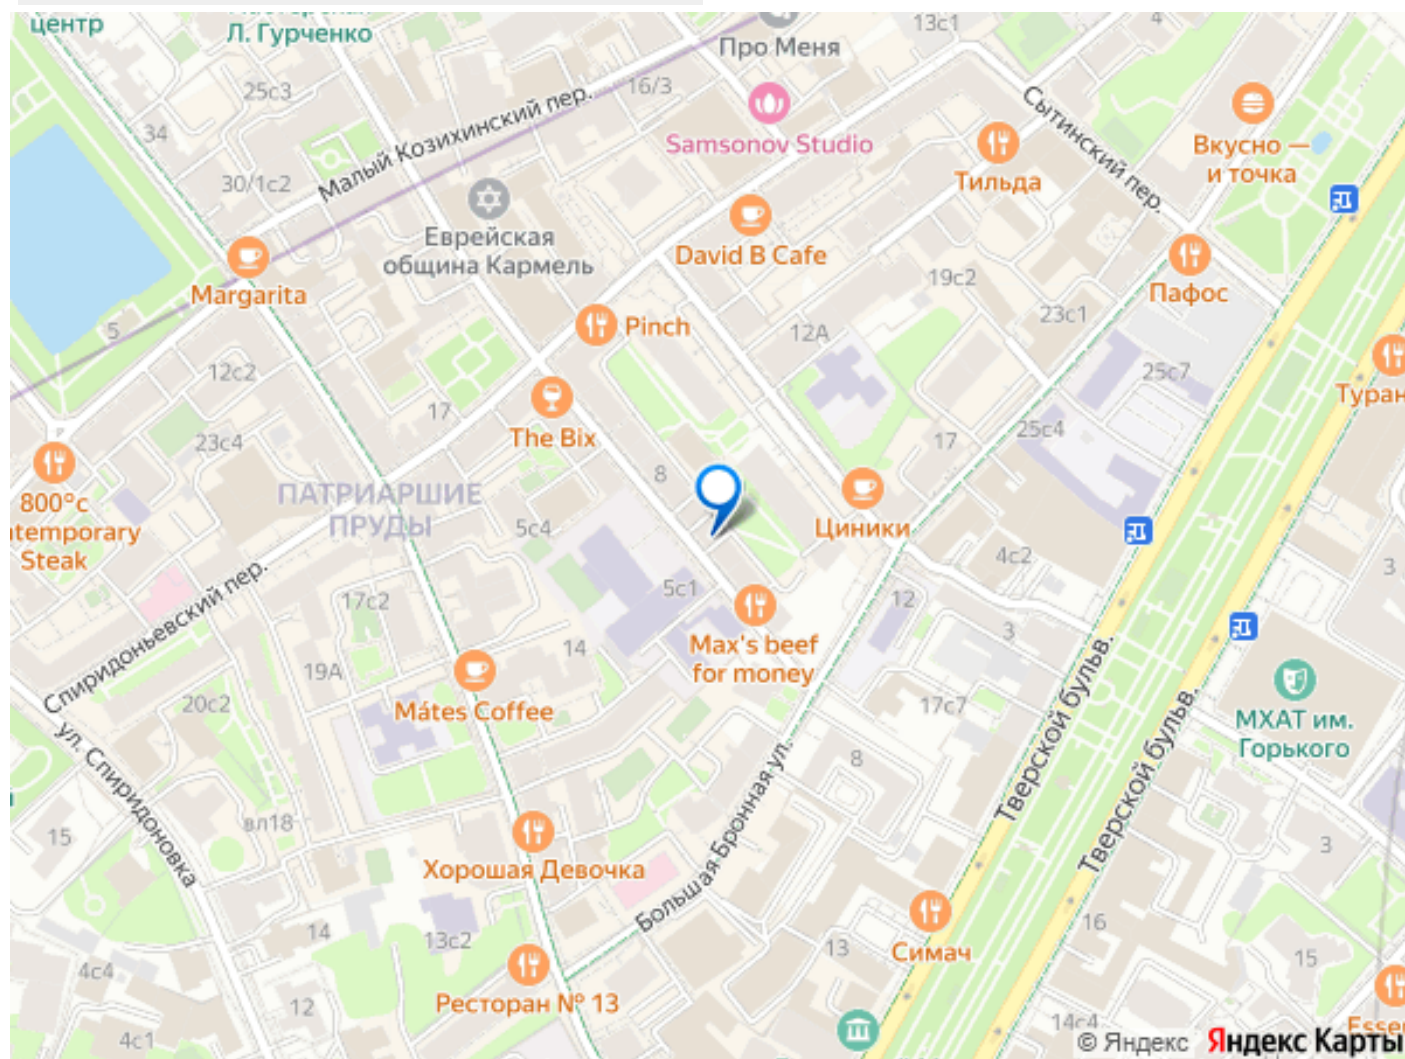 центр
Л. Гурченко
25с3
34
30/1с2
Малый Козихинский пер.
16/3
Про Меня
13с1
4
Samsonov Studio
Сытинский пер.
Вкусно —
и точка
Тильда
Еврейская
община Кармель
David B Cafe
Margarita
19с2
Пафос
5
Pinch
12А
23с1
12с2
25с7
Туран
17
The Bix
23с4
17
25с4
800°с
ntemporary
Steak
ПАТРИАРШИЕ
ПРУДЫ
8
5с4
Циники
4с2
3
Спиридоньевский пер.
17с2
5с1
12
3
14
Max's beef
for money
19А
20с2
Mátes Coffee
17с7
МХАТ им.
Горького
ул. Спиридоновка
8
Тверской бульв.
Тверской бульв.
15
вл18
Хорошая Девочка
Большая Бронная ул.
3
14
13с2
16
13
Симач
4с4
12
Ресторан № 13
15
4с1
14с4
Essen
© Яндекс Яндекс Карты